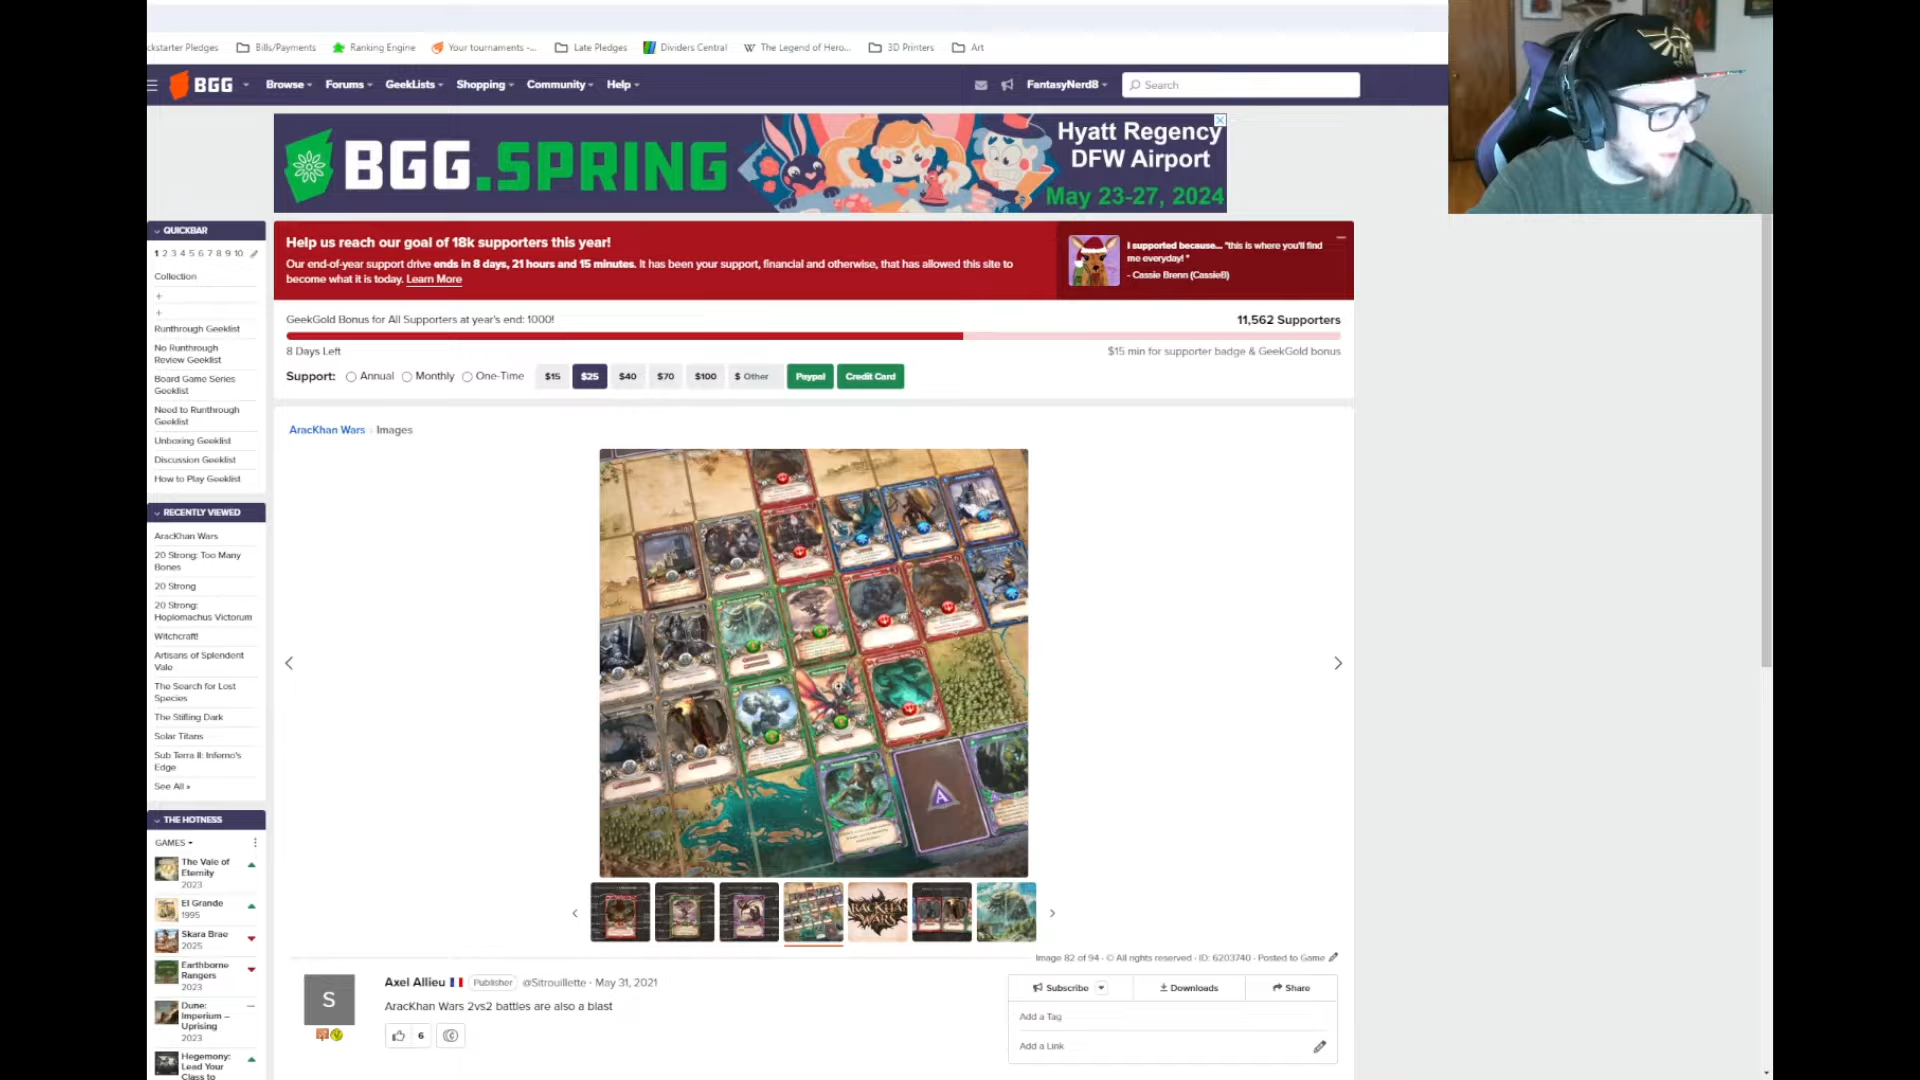 ckstarter Pledges Bills/Payments Ranking Engine Your tournaments -... Late Pledges Dividers Central The Legend of Hero... 3D Printers Art
BGG Browse Forums GeekLists Shopping Community Help FantasyNerd8 Search
BGG.SPRING
Hyatt Regency
DFW Airport
May 23-27, 2024
QUICKBAR
1 2 3 4 5 6 7 8 9 10
Collection
+
+
Runthrough Geeklist
No Runthrough
Review Geeklist
Board Game Series
Geeklist
Need to Runthrough
Geeklist
Unboxing Geeklist
Discussion Geeklist
How to Play Geeklist
RECENTLY VIEWED
AracKhan Wars
20 Strong: Too Many
Bones
20 Strong
20 Strong:
Hoplomachus Victorum
Witchcraft!
Artisans of Splendent
Vale
The Search for Lost
Species
The Stifling Dark
Solar Titans
Sub Terra II: Inferno's
Edge
See All »
THE HOTNESS
GAMES
The Vale of
Eternity
2023
El Grande
1995
Skara Brae
2025
Earthborne
Rangers
2023
Dune:
Imperium –
Uprising
2023
Hegemony:
Lead Your
Class to
Help us reach our goal of 18k supporters this year!
Our end-of-year support drive ends in 8 days, 21 hours and 15 minutes. It has been your support, financial and otherwise, that has allowed this site to
become what it is today. Learn More
I supported because... "this is where you'll find
me everyday! "
- Cassie Brenn (CassieB)
GeekGold Bonus for All Supporters at year's end: 1000!
11,562 Supporters
8 Days Left
$15 min for supporter badge & GeekGold bonus
Support: Annual Monthly One-Time $15 $25 $40 $70 $100 $ Other Paypal Credit Card
AracKhan Wars Images
A
ARACKHAN
WARS
Image 82 of 94 · © All rights reserved · ID: 6203740 · Posted to Game
S
Axel Allieu Publisher @Sitrouillette · May 31, 2021
AracKhan Wars 2vs2 battles are also a blast
6
Subscribe Downloads Share
Add a Tag
Add a Link